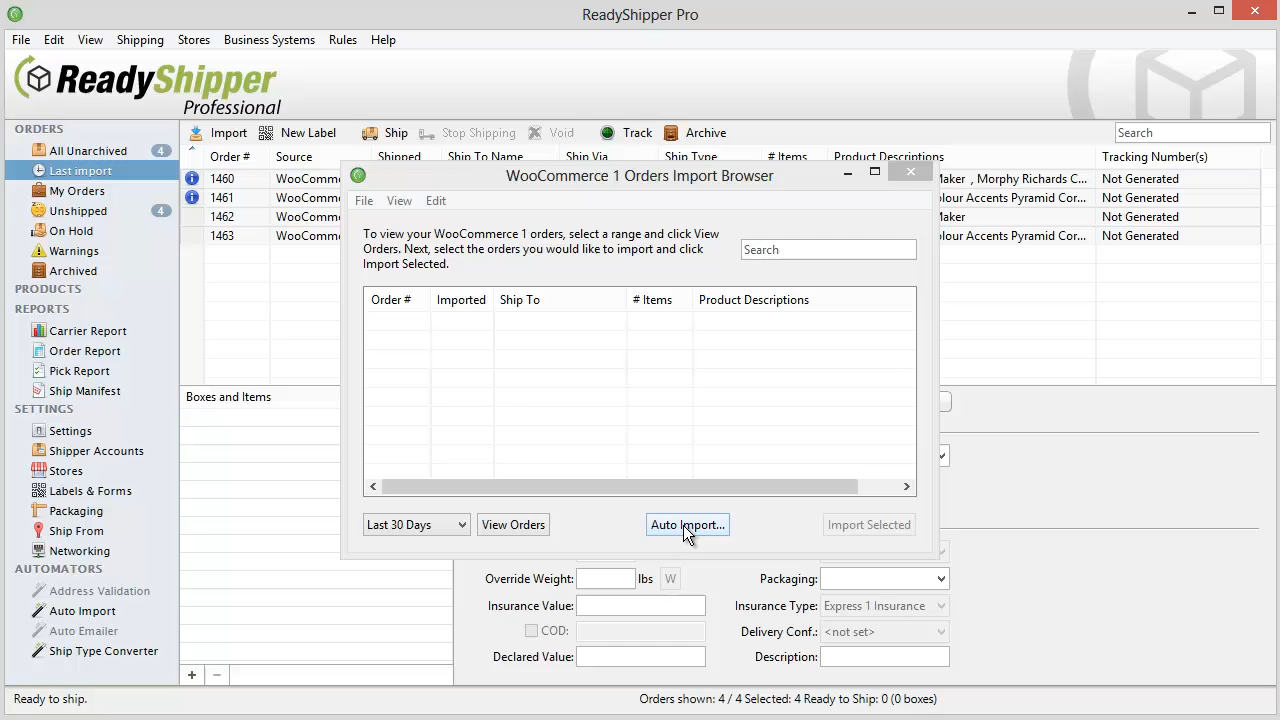 ReadyShipper Pro
File Edit View Shipping Stores Business Systems Rules Help
ReadyShipper
Professional
ORDERS
All Unarchived 4
Last import
My Orders
Unshipped 4
On Hold
Warnings
Archived
PRODUCTS
REPORTS
Carrier Report
Order Report
Pick Report
Ship Manifest
SETTINGS
Settings
Shipper Accounts
Stores
Labels & Forms
Packaging
Ship From
Networking
AUTOMATORS
Address Validation
Auto Import
Auto Emailer
Ship Type Converter
Import New Label Ship Stop Shipping Void Track Archive Search
Order # Source Shipped Ship To Name Ship Via Ship Type # Items Product Descriptions Tracking Number(s)
1460 WooComme Maker , Morphy Richards C... Not Generated
1461 WooComme olour Accents Pyramid Cor... Not Generated
1462 WooComme Maker Not Generated
1463 WooComme olour Accents Pyramid Cor... Not Generated
WooCommerce 1 Orders Import Browser
File View Edit
To view your WooCommerce 1 orders, select a range and click View
Orders. Next, select the orders you would like to import and click
Import Selected.
Search
Order # Imported Ship To # Items Product Descriptions
Last 30 Days View Orders Auto Import... Import Selected
Boxes and Items
Override Weight: lbs W Packaging:
Insurance Value: Insurance Type: Express 1 Insurance
COD: Delivery Conf.: <not set>
Declared Value: Description:
+ −
Ready to ship. Orders shown: 4 / 4 Selected: 4 Ready to Ship: 0 (0 boxes)